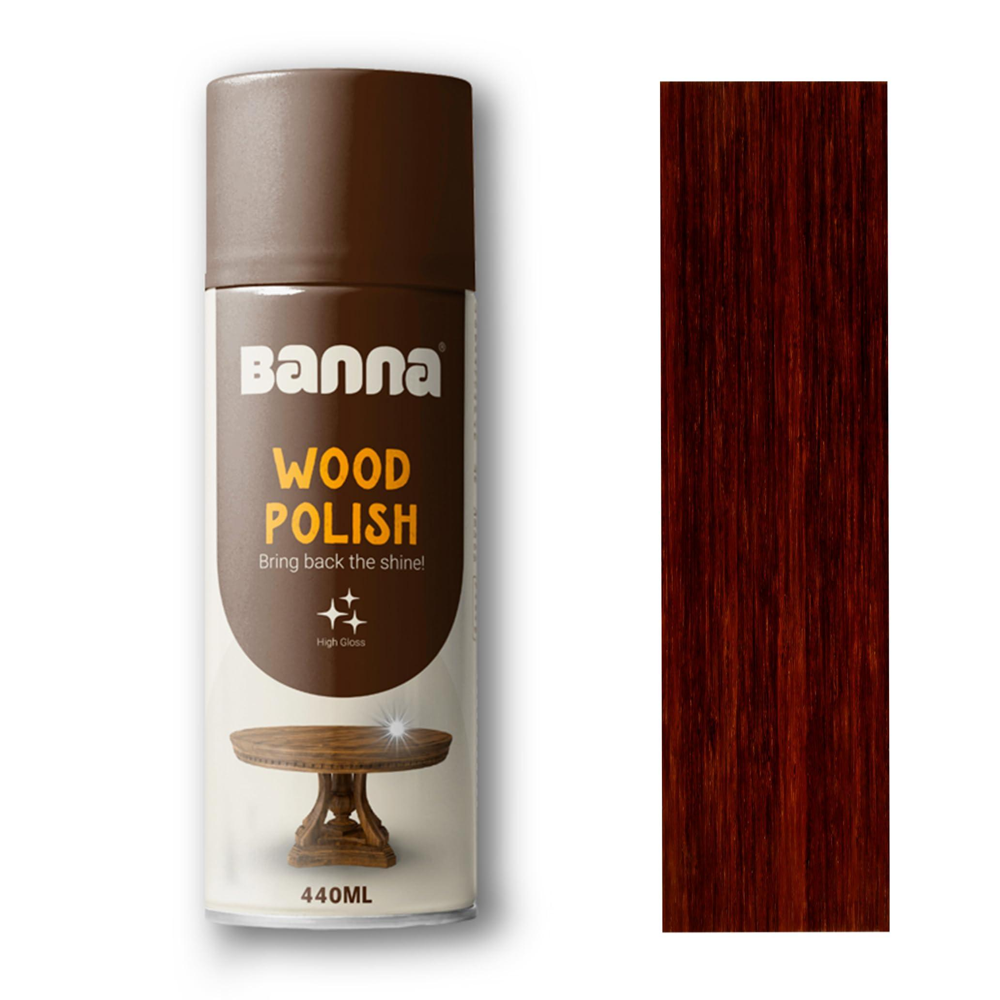 Banna®
WOOD
POLISH
Bring back the shine!
High Gloss
440ML